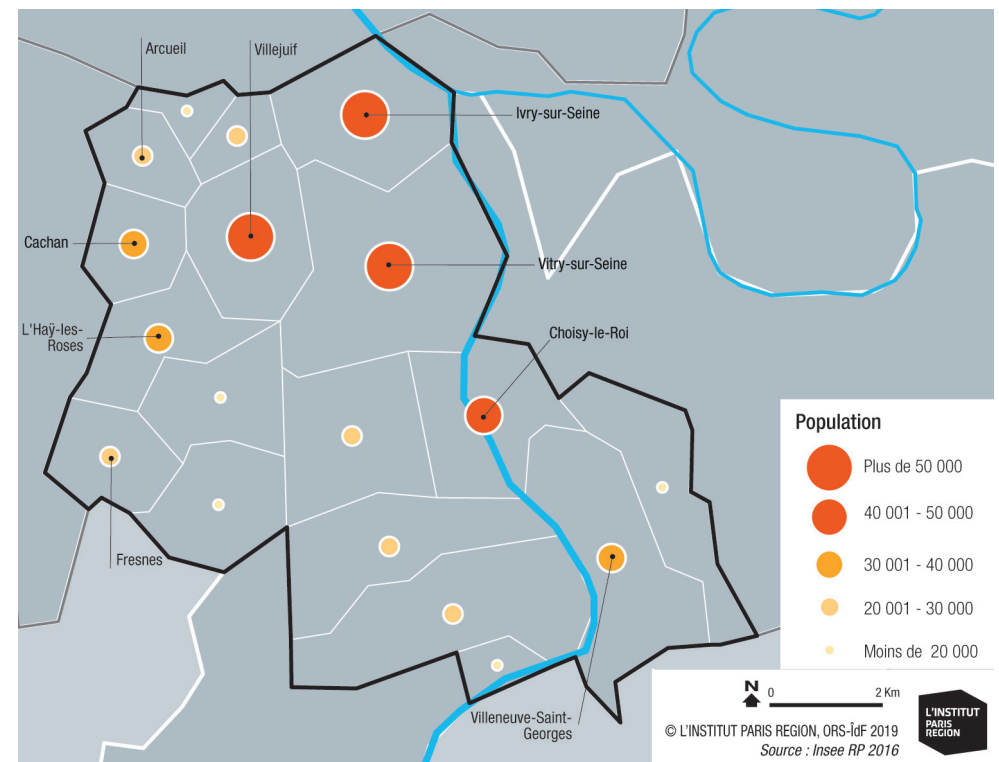 Arcueil
Villejuif
Ivry-sur-Seine
Cachan
Vitry-sur-Seine
L'Haÿ-les-
Roses
Choisy-le-Roi
Fresnes
Villeneuve-Saint-
Georges
Population
Plus de 50 000
40 001 - 50 000
30 001 - 40 000
20 001 - 30 000
Moins de 20 000
N
0 2 Km
© L'INSTITUT PARIS REGION, ORS-ÎdF 2019
Source : Insee RP 2016
L'INSTITUT
PARIS
REGION